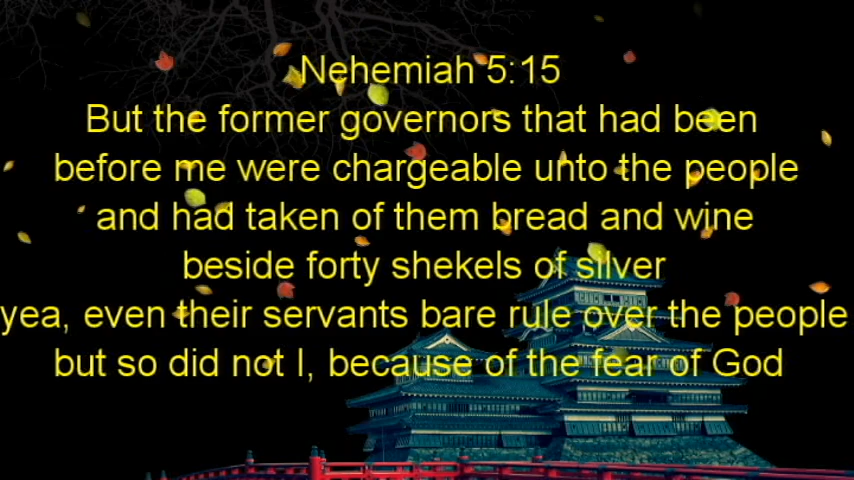 Nehemiah 5:15
But the former governors that had been
before me were chargeable unto the people
and had taken of them bread and wine
beside forty shekels of silver
yea, even their servants bare rule over the people
but so did not I, because of the fear of God